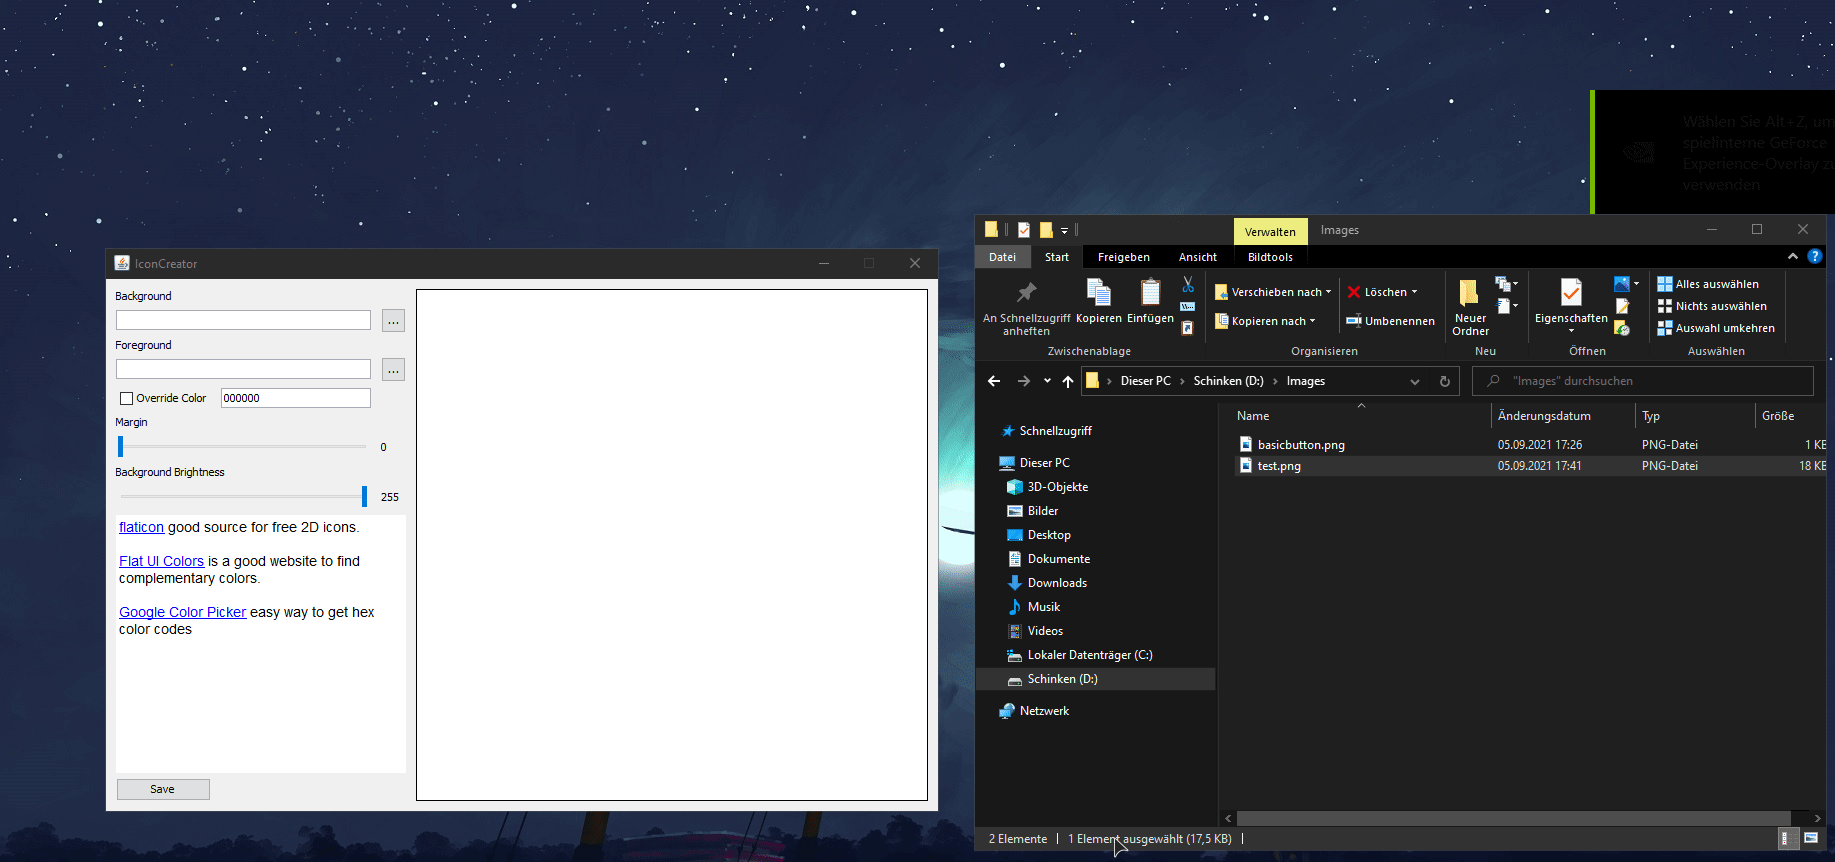 Wählen Sie Alt+Z, um
spielinterne GeForce
Experience-Overlay zu
verwenden
IconCreator
Background
...
Foreground
...
Override Color 000000
Margin
0
Background Brightness
255
flaticon good source for free 2D icons.
Flat UI Colors is a good website to find
complementary colors.
Google Color Picker easy way to get hex
color codes
Save
Verwalten Images
Datei Start Freigeben Ansicht Bildtools
An Schnellzugriff
anheften
Kopieren
Einfügen
Zwischenablage
Verschieben nach
Kopieren nach
Löschen
Umbenennen
Organisieren
Neuer
Ordner
Neu
Eigenschaften
Öffnen
Alles auswählen
Nichts auswählen
Auswahl umkehren
Auswählen
Dieser PC > Schinken (D:) > Images
"Images" durchsuchen
Schnellzugriff
Dieser PC
3D-Objekte
Bilder
Desktop
Dokumente
Downloads
Musik
Videos
Lokaler Datenträger (C:)
Schinken (D:)
Netzwerk
Name Änderungsdatum Typ Größe
basicbutton.png 05.09.2021 17:26 PNG-Datei 1 KB
test.png 05.09.2021 17:41 PNG-Datei 18 KB
2 Elemente | 1 Element ausgewählt (17,5 KB) |